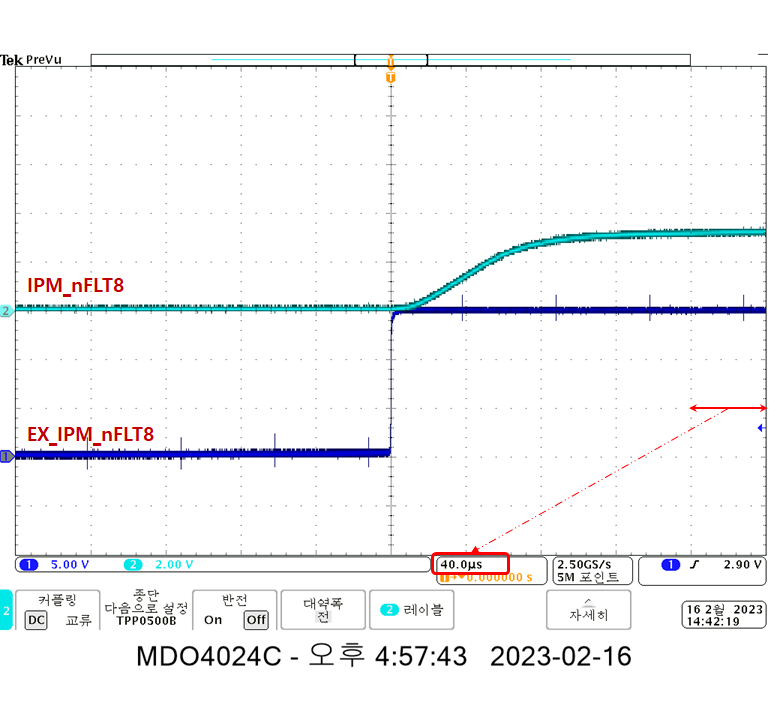 Tek PreVu
T
T
IPM_nFLT8
2
EX_IPM_nFLT8
1
1 5.00 V 2 2.00 V 40.0µs 2.50GS/s 1 2.90 V
0.000000 s 5M 포인트
2 커플링 종단 반전 대역폭 2 레이블 자세히
DC 교류 다음으로 설정 On Off 전
TPP0500B
16 2월 2023
14:42:19
MDO4024C - 오후 4:57:43 2023-02-16